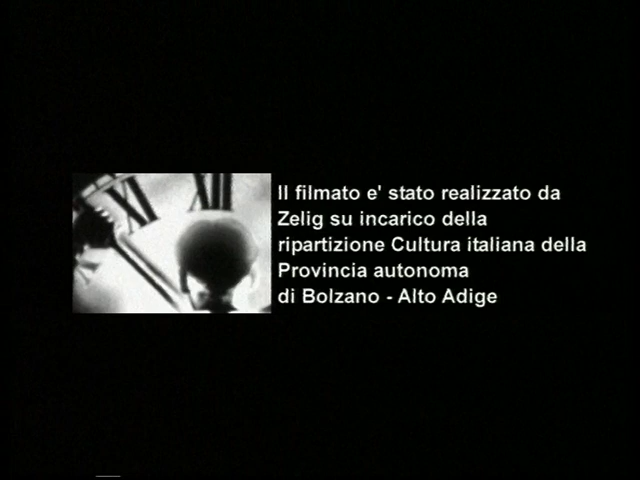 Il filmato e' stato realizzato da
Zelig su incarico della
ripartizione Cultura italiana della
Provincia autonoma
di Bolzano - Alto Adige